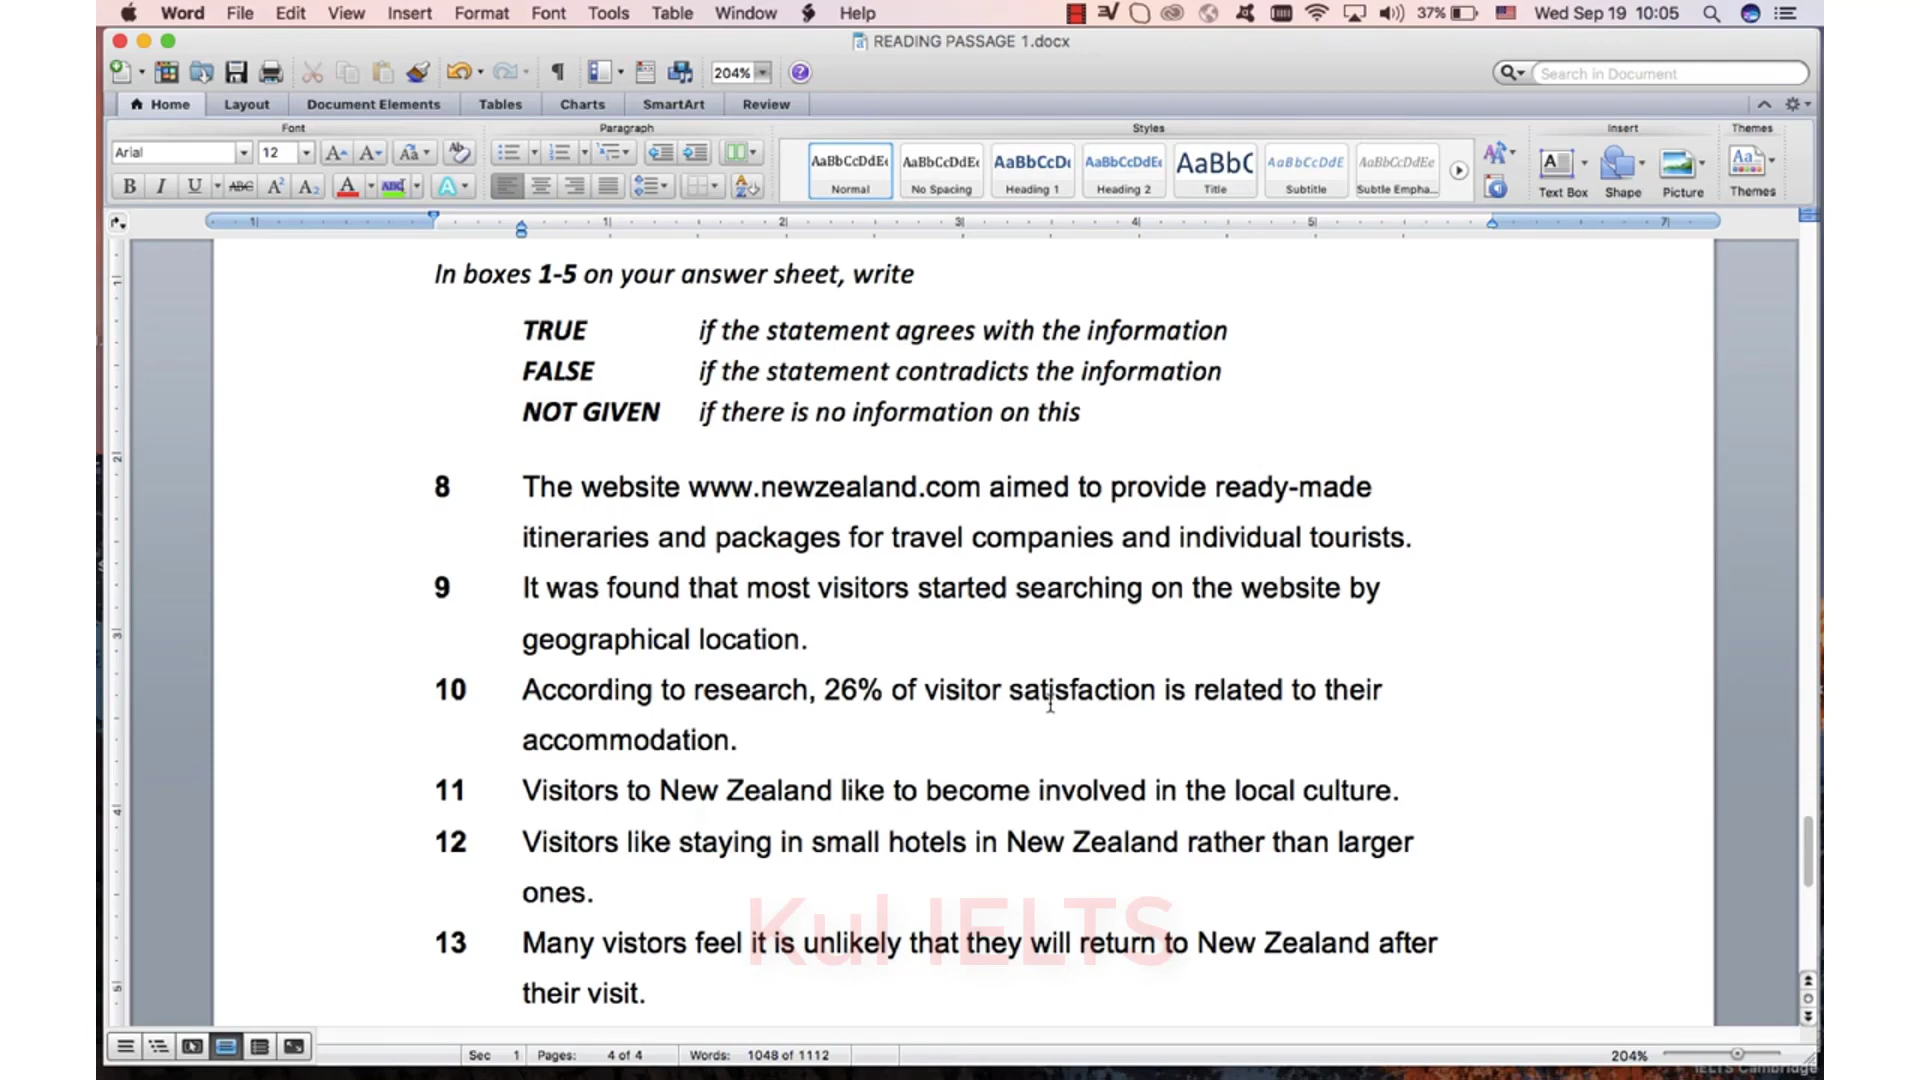 Word File Edit View Insert Format Font Tools Table Window Help 37% Wed Sep 19 10:05
READING PASSAGE 1.docx
204% Search in Document
Home Layout Document Elements Tables Charts SmartArt Review
Font Paragraph Styles Insert Themes
Arial 12 AaBbCcDdEe AaBbCcDdEe AaBbCcDc AaBbCcDdEe AaBbC AaBbCcDdE AaBbCcDdEe
Normal No Spacing Heading 1 Heading 2 Title Subtitle Subtle Empha... Text Box Shape Picture Themes
In boxes 1-5 on your answer sheet, write
TRUE if the statement agrees with the information
FALSE if the statement contradicts the information
NOT GIVEN if there is no information on this
8 The website www.newzealand.com aimed to provide ready-made
itineraries and packages for travel companies and individual tourists.
9 It was found that most visitors started searching on the website by
geographical location.
10 According to research, 26% of visitor satisfaction is related to their
accommodation.
11 Visitors to New Zealand like to become involved in the local culture.
12 Visitors like staying in small hotels in New Zealand rather than larger
ones.
Kul IELTS
13 Many vistors feel it is unlikely that they will return to New Zealand after
their visit.
Sec 1 Pages: 4 of 4 Words: 1048 of 1112 204%
IELTS Cambridge